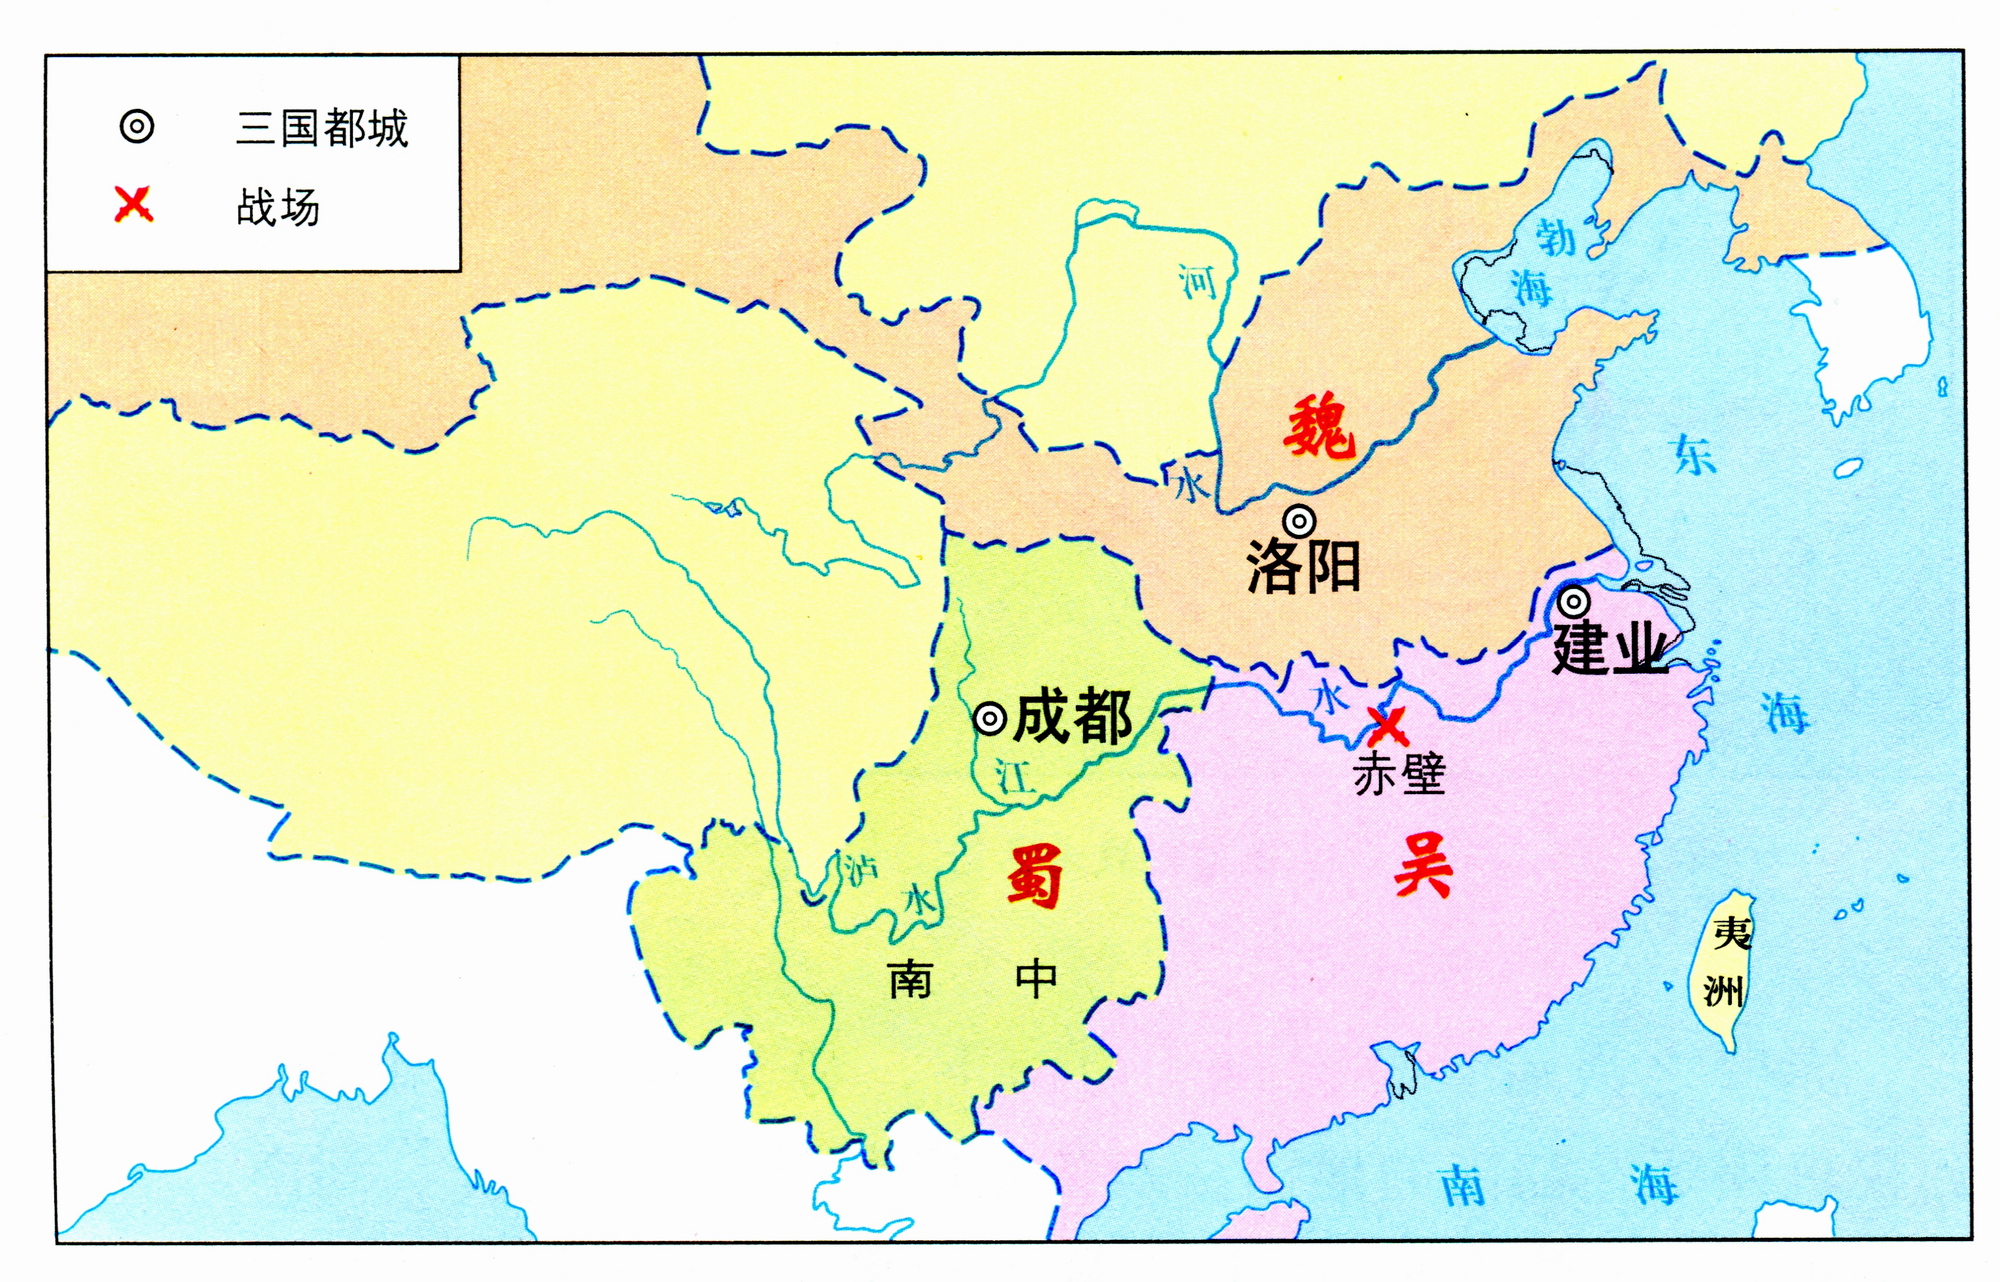 三国都城
战场
勃
海
河
魏
东
水
洛阳
建业
成都
水
海
江
赤壁
泸
水
蜀
吴
夷
洲
南中
南海